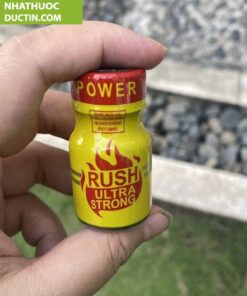 NHATHUOC
DUCTIN.COM
POWER
RUSH
ULTRA
STRONG